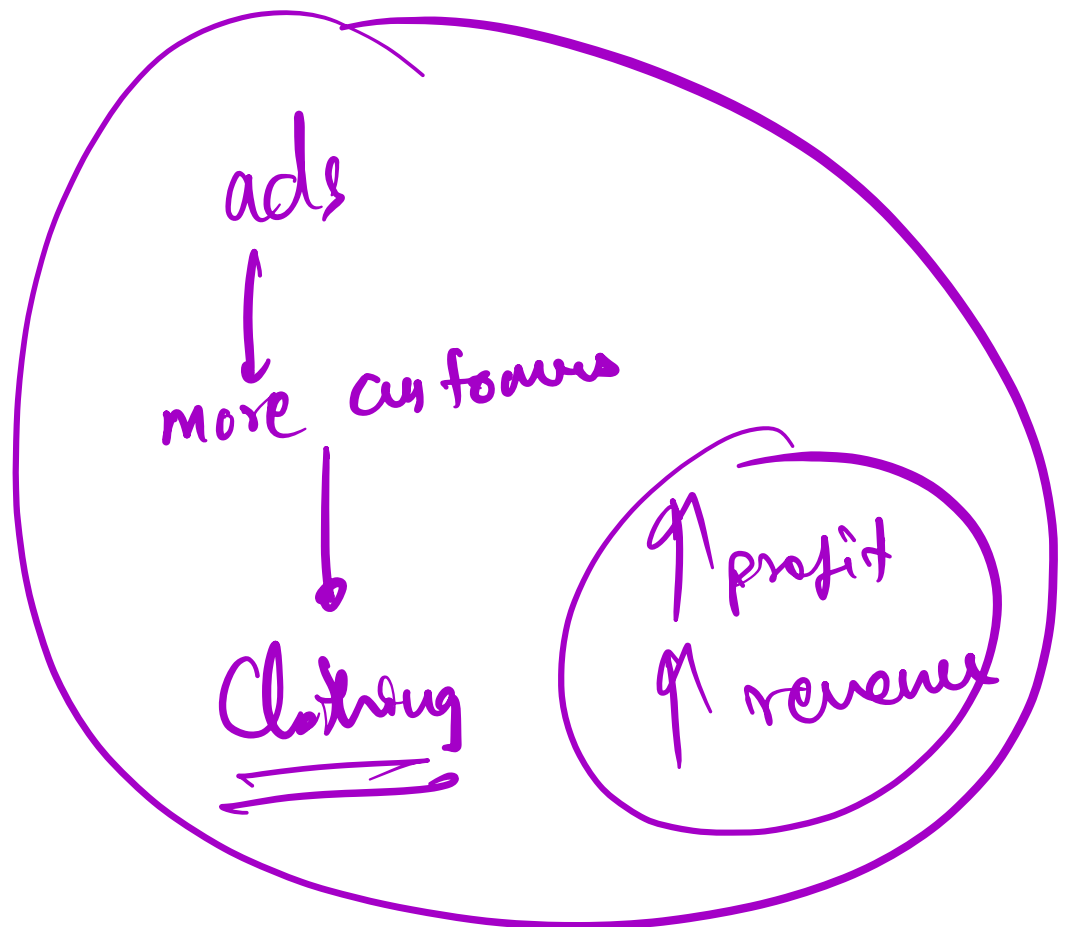 ads
more customers
Clothing
↑ profit
↑ revenue